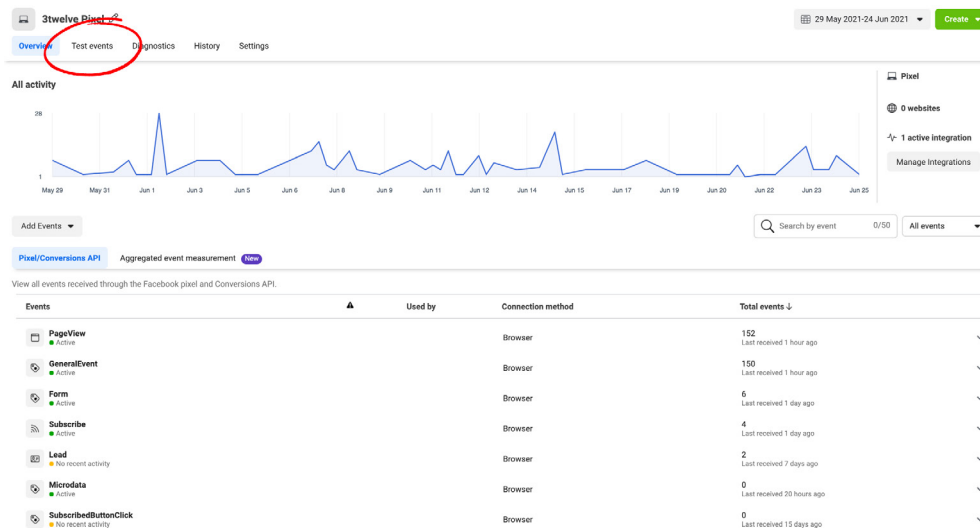 3twelve Pixel
29 May 2021-24 Jun 2021
Create
Overview
Test events
Diagnostics
History
Settings
All activity
Pixel
0 websites
1 active integration
Manage Integrations
28
1
May 29 May 31 Jun 1 Jun 3 Jun 5 Jun 6 Jun 8 Jun 9 Jun 11 Jun 12 Jun 14 Jun 15 Jun 17 Jun 19 Jun 20 Jun 22 Jun 23 Jun 25
Add Events
Search by event 0/50
All events
Pixel/Conversions API
Aggregated event measurement New
View all events received through the Facebook pixel and Conversions API.
Events Used by Connection method Total events
PageView Browser 152
Active Last received 1 hour ago
GeneralEvent Browser 150
Active Last received 1 hour ago
Form Browser 6
Active Last received 1 day ago
Subscribe Browser 4
Active Last received 1 day ago
Lead Browser 2
No recent activity Last received 7 days ago
Microdata Browser 0
Active Last received 20 hours ago
SubscribedButtonClick Browser 0
No recent activity Last received 15 days ago